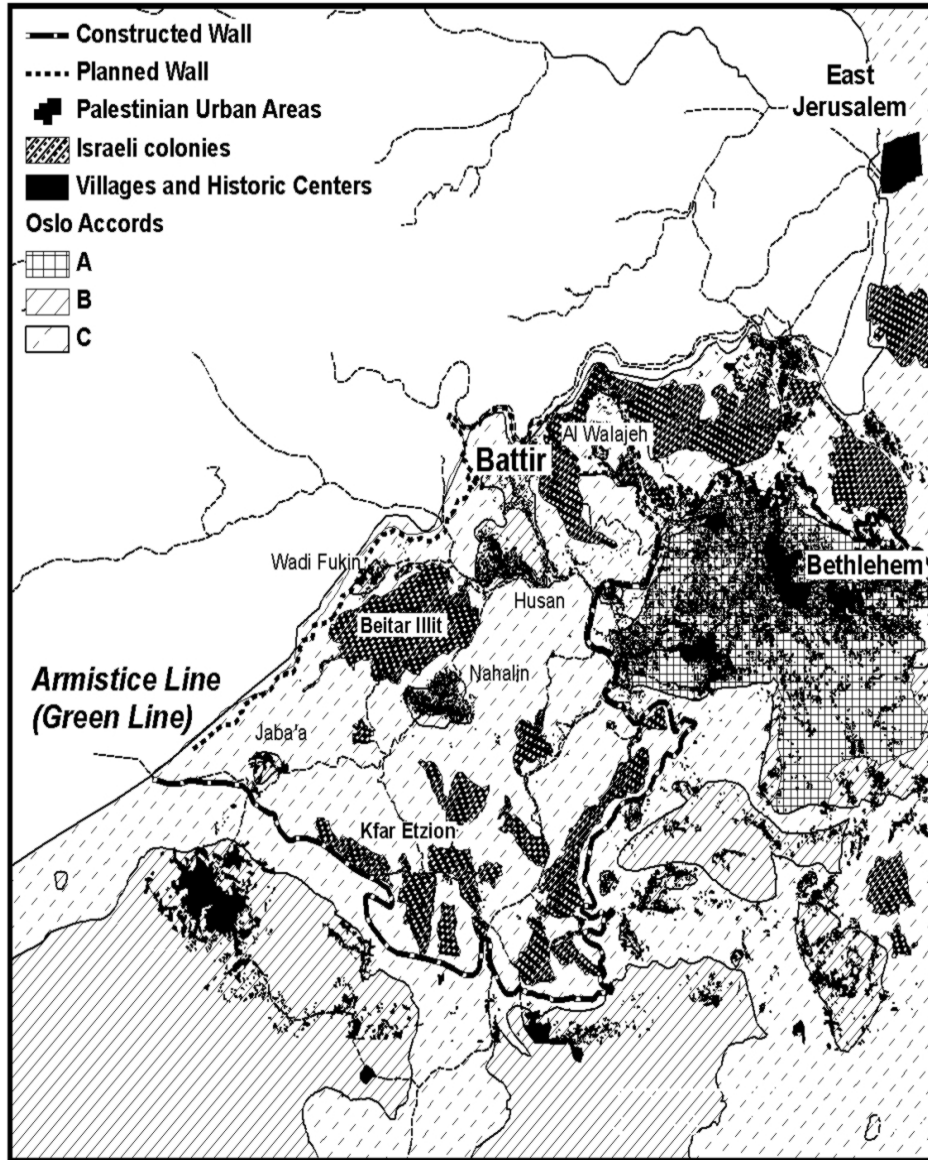 Constructed Wall
Planned Wall
Palestinian Urban Areas
Israeli colonies
Villages and Historic Centers
Oslo Accords
A
B
C
East
Jerusalem
Al Walajeh
Battir
Wadi Fukin
Bethlehem
Husan
Beitar Illit
Nahalin
Armistice Line
(Green Line)
Jaba'a
Kfar Etzion